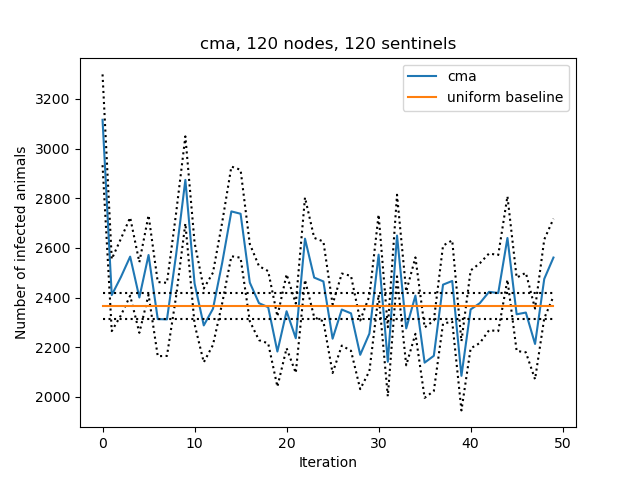 cma, 120 nodes, 120 sentinels
cma
uniform baseline
Number of infected animals
3200
3000
2800
2600
2400
2200
2000
0
10
20
30
40
50
Iteration